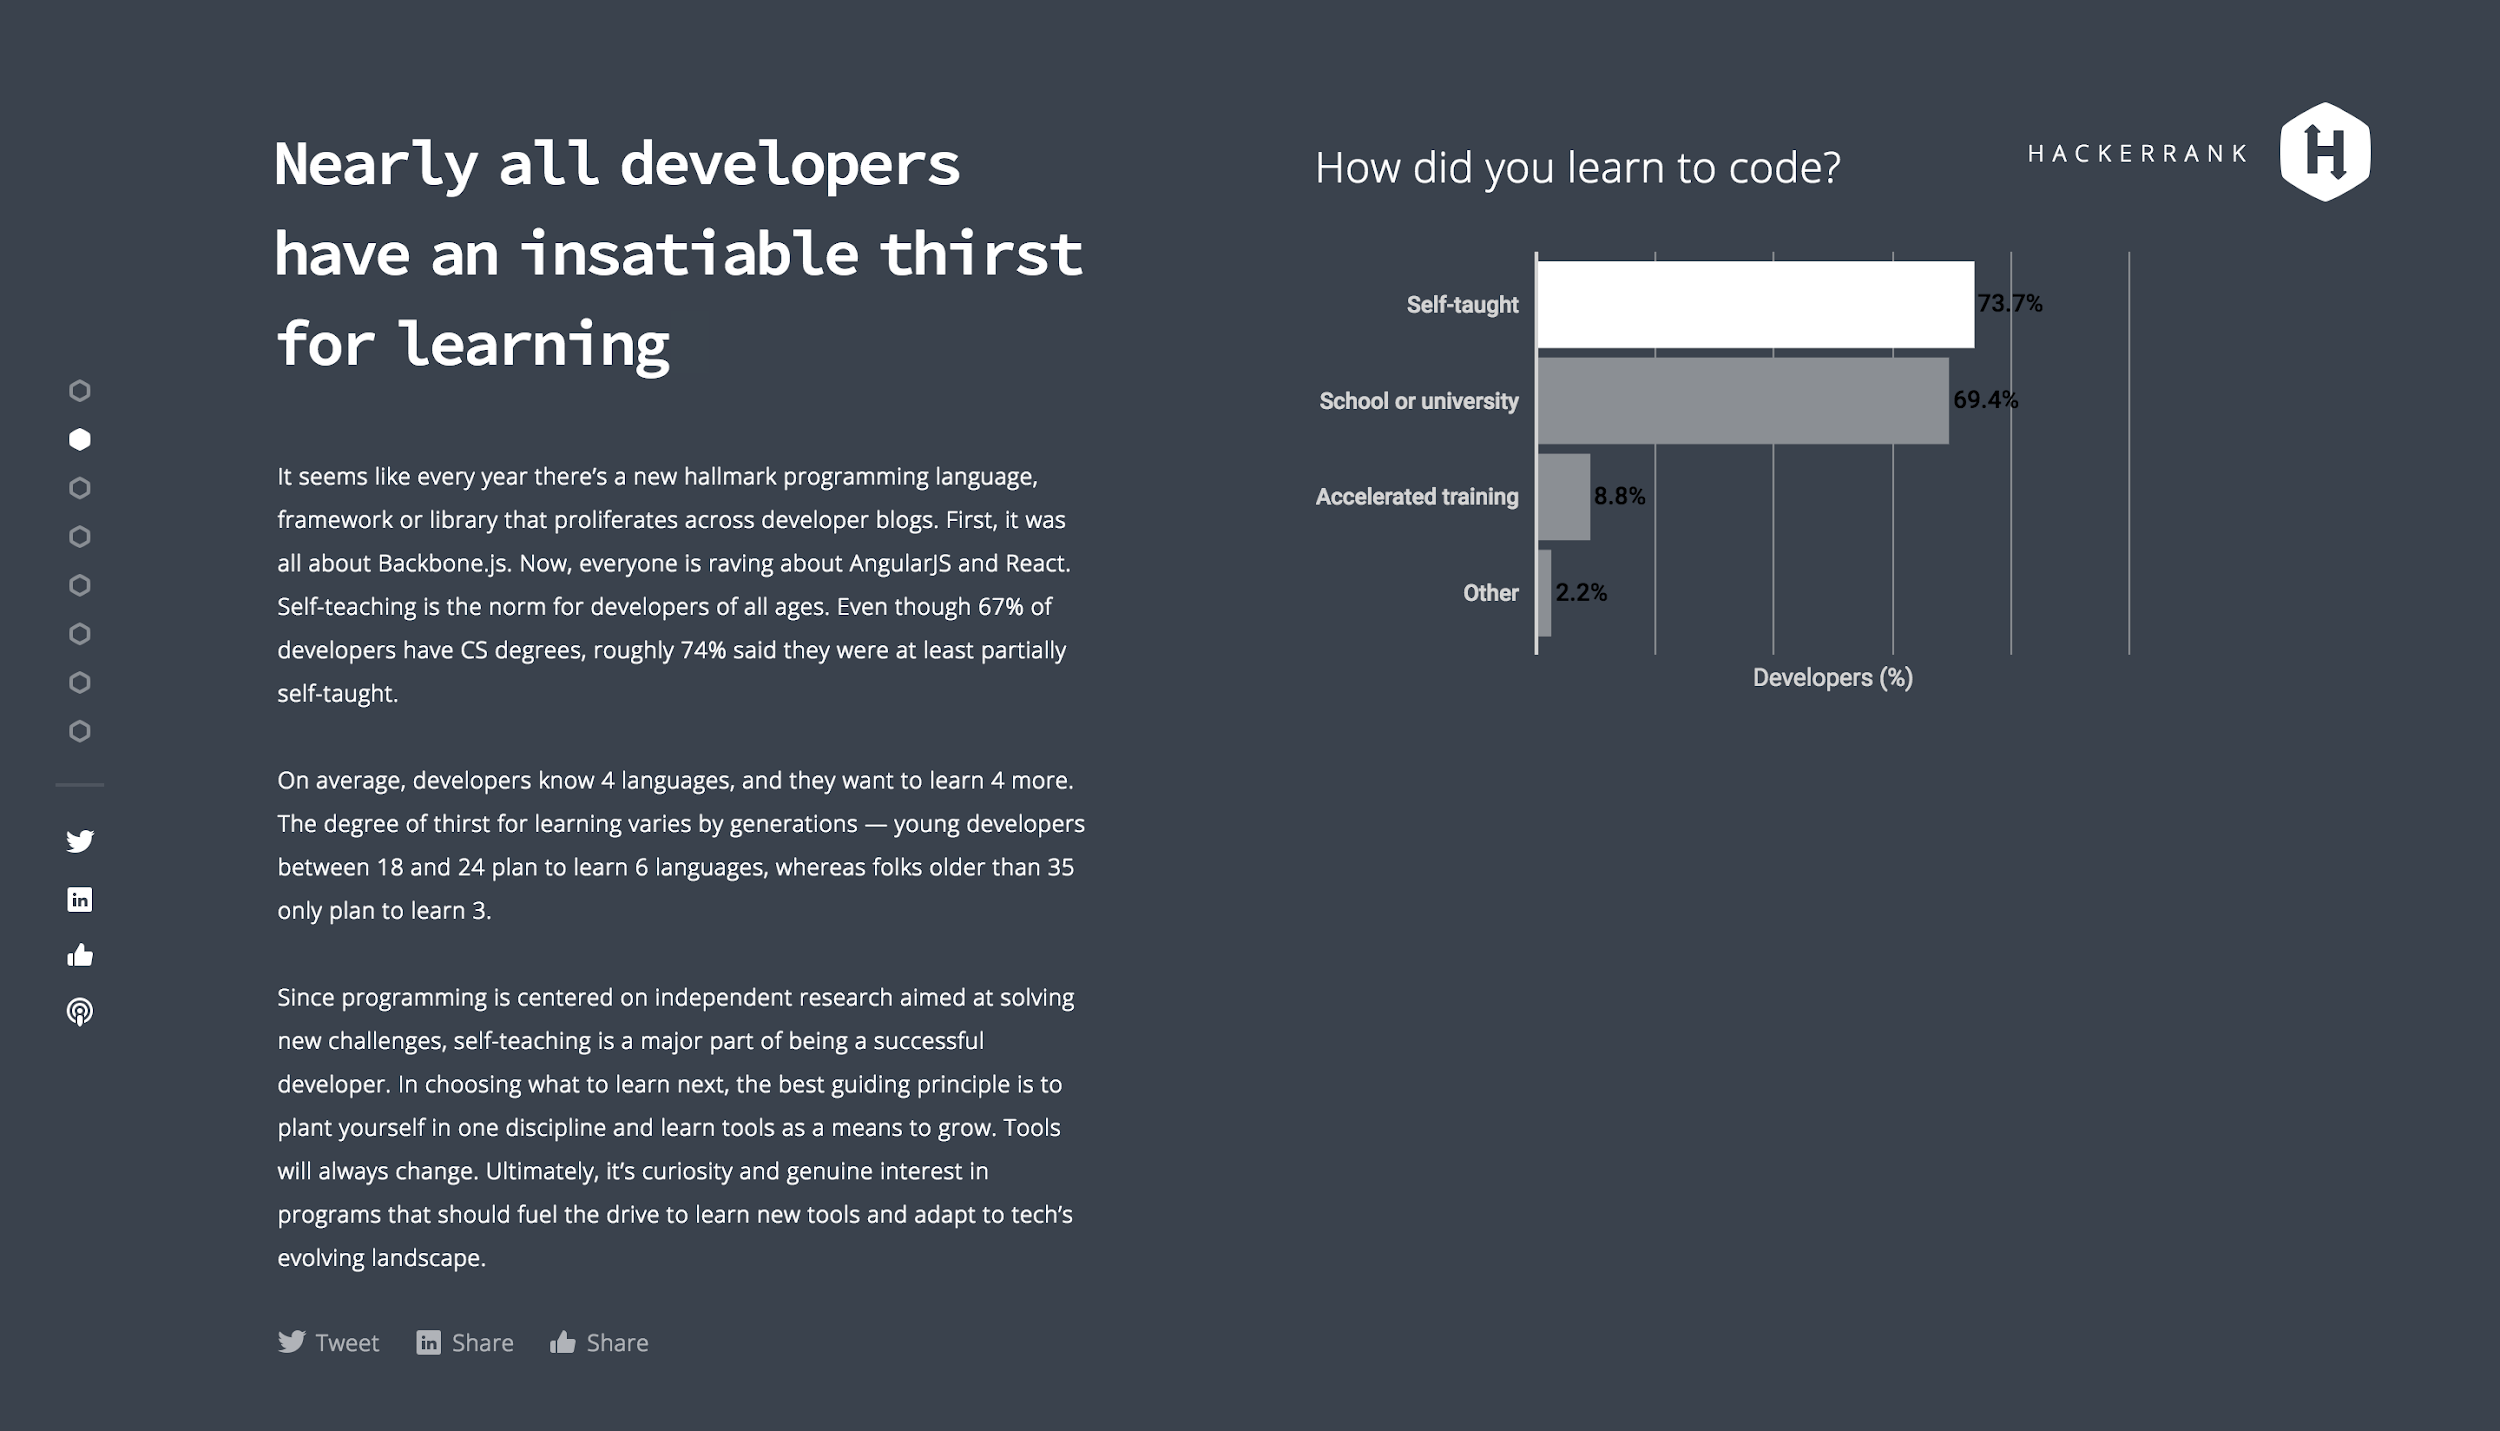 Nearly all developers
have an insatiable thirst
for learning
It seems like every year there’s a new hallmark programming language,
framework or library that proliferates across developer blogs. First, it was
all about Backbone.js. Now, everyone is raving about AngularJS and React.
Self-teaching is the norm for developers of all ages. Even though 67% of
developers have CS degrees, roughly 74% said they were at least partially
self-taught.
On average, developers know 4 languages, and they want to learn 4 more.
The degree of thirst for learning varies by generations — young developers
between 18 and 24 plan to learn 6 languages, whereas folks older than 35
only plan to learn 3.
Since programming is centered on independent research aimed at solving
new challenges, self-teaching is a major part of being a successful
developer. In choosing what to learn next, the best guiding principle is to
plant yourself in one discipline and learn tools as a means to grow. Tools
will always change. Ultimately, it’s curiosity and genuine interest in
programs that should fuel the drive to learn new tools and adapt to tech’s
evolving landscape.
Tweet
Share
Share
How did you learn to code?
HACKERRANK
H
Self-taught 73.7%
School or university 69.4%
Accelerated training 8.8%
Other 2.2%
Developers (%)